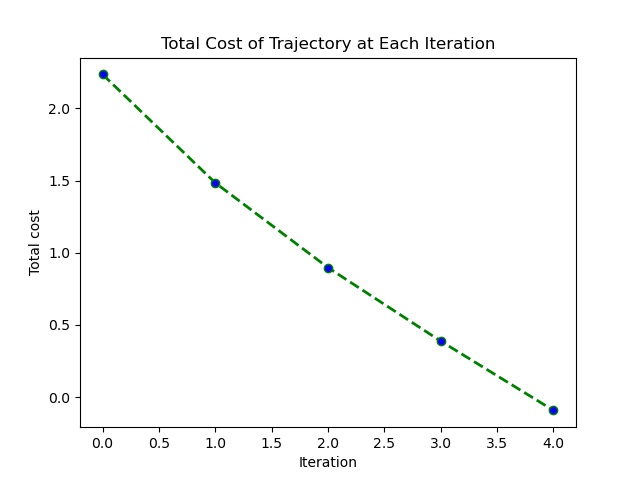 Total Cost of Trajectory at Each Iteration
Total cost
2.0
1.5
1.0
0.5
0.0
0.0 0.5 1.0 1.5 2.0 2.5 3.0 3.5 4.0
Iteration